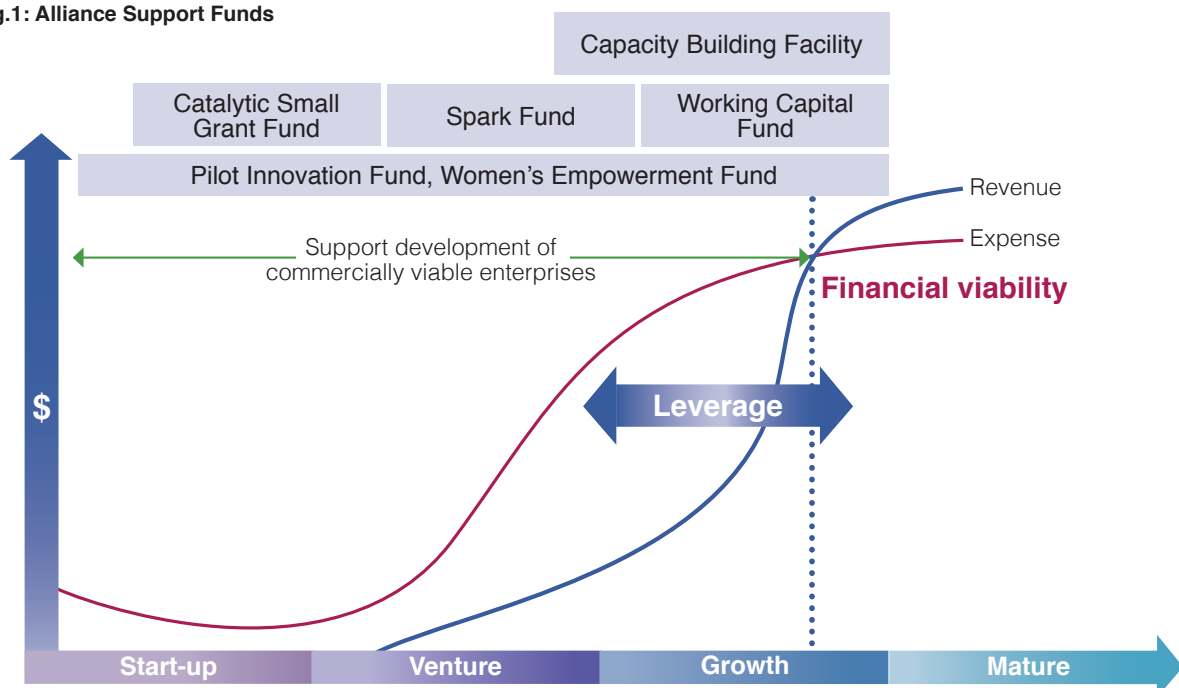 g.1: Alliance Support Funds
Capacity Building Facility
Catalytic Small
Grant Fund
Spark Fund
Working Capital
Fund
Pilot Innovation Fund, Women’s Empowerment Fund
Revenue
Expense
Support development of
commercially viable enterprises
Financial viability
$
Leverage
Start-up
Venture
Growth
Mature